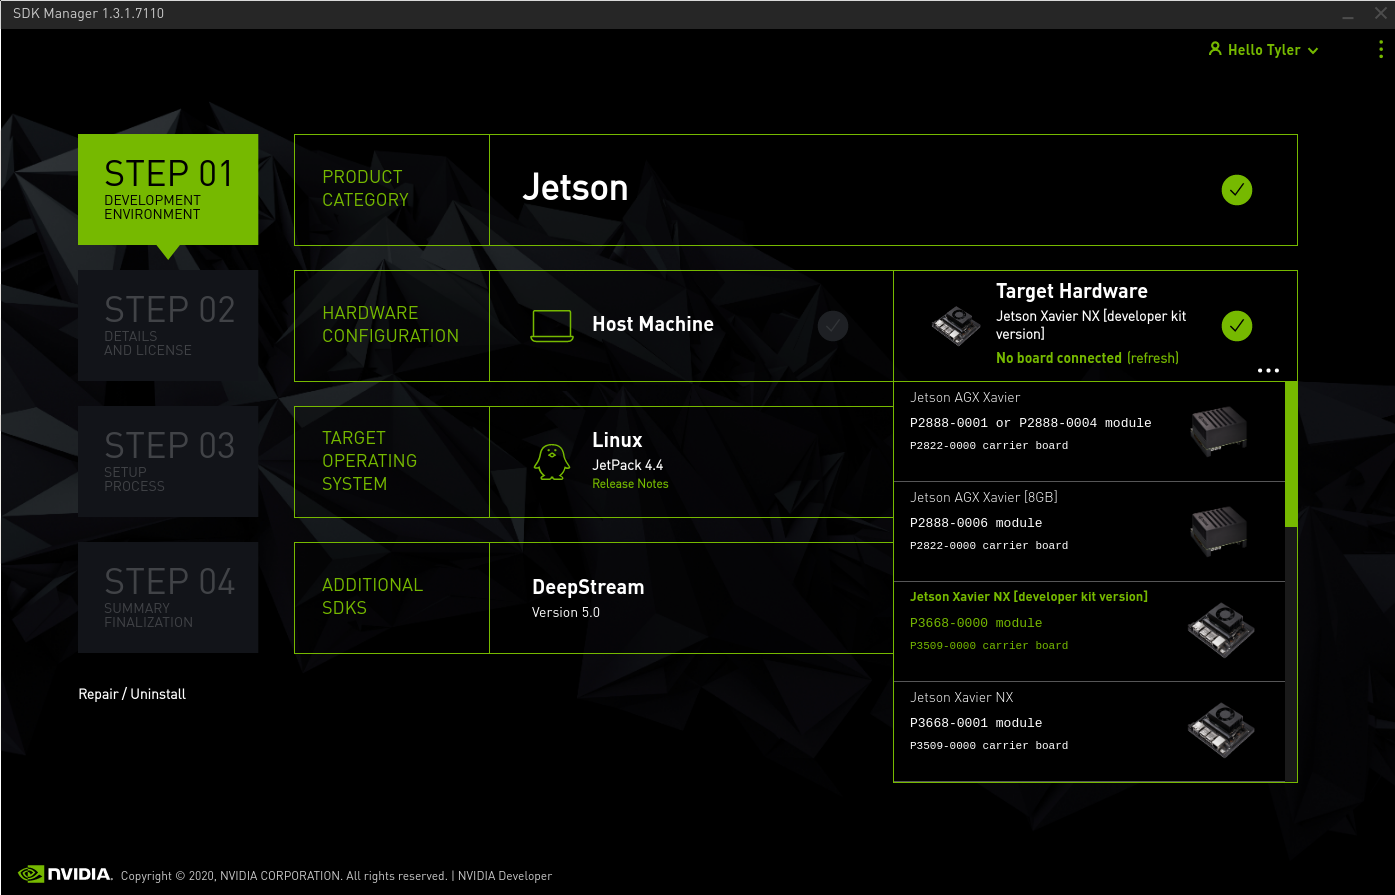 SDK Manager 1.3.1.7110
Hello Tyler
STEP 01
DEVELOPMENT
ENVIRONMENT
PRODUCT
CATEGORY
Jetson
STEP 02
DETAILS
AND LICENSE
HARDWARE
CONFIGURATION
Host Machine
Target Hardware
Jetson Xavier NX [developer kit
version]
No board connected (refresh)
STEP 03
SETUP
PROCESS
TARGET
OPERATING
SYSTEM
Linux
JetPack 4.4
Release Notes
STEP 04
SUMMARY
FINALIZATION
ADDITIONAL
SDKS
DeepStream
Version 5.0
Jetson AGX Xavier
P2888-0001 or P2888-0004 module
P2822-0000 carrier board
Jetson AGX Xavier [8GB]
P2888-0006 module
P2822-0000 carrier board
Jetson Xavier NX [developer kit version]
P3668-0000 module
P3509-0000 carrier board
Jetson Xavier NX
P3668-0001 module
P3509-0000 carrier board
Repair / Uninstall
NVIDIA. Copyright © 2020, NVIDIA CORPORATION. All rights reserved. | NVIDIA Developer